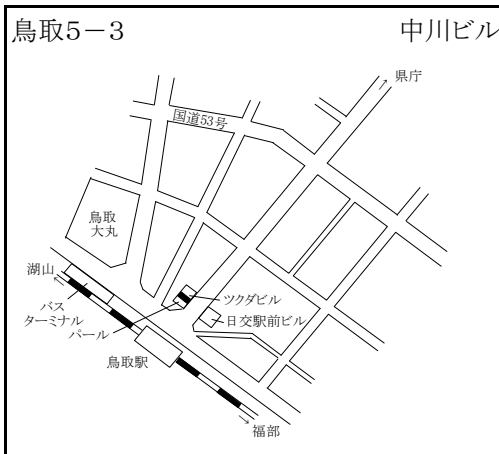 鳥取5－3
中川ビル
県庁
国道53号
鳥取
大丸
湖山
バス
ターミナル
ツクダビル
パール
日交駅前ビル
鳥取駅
福部